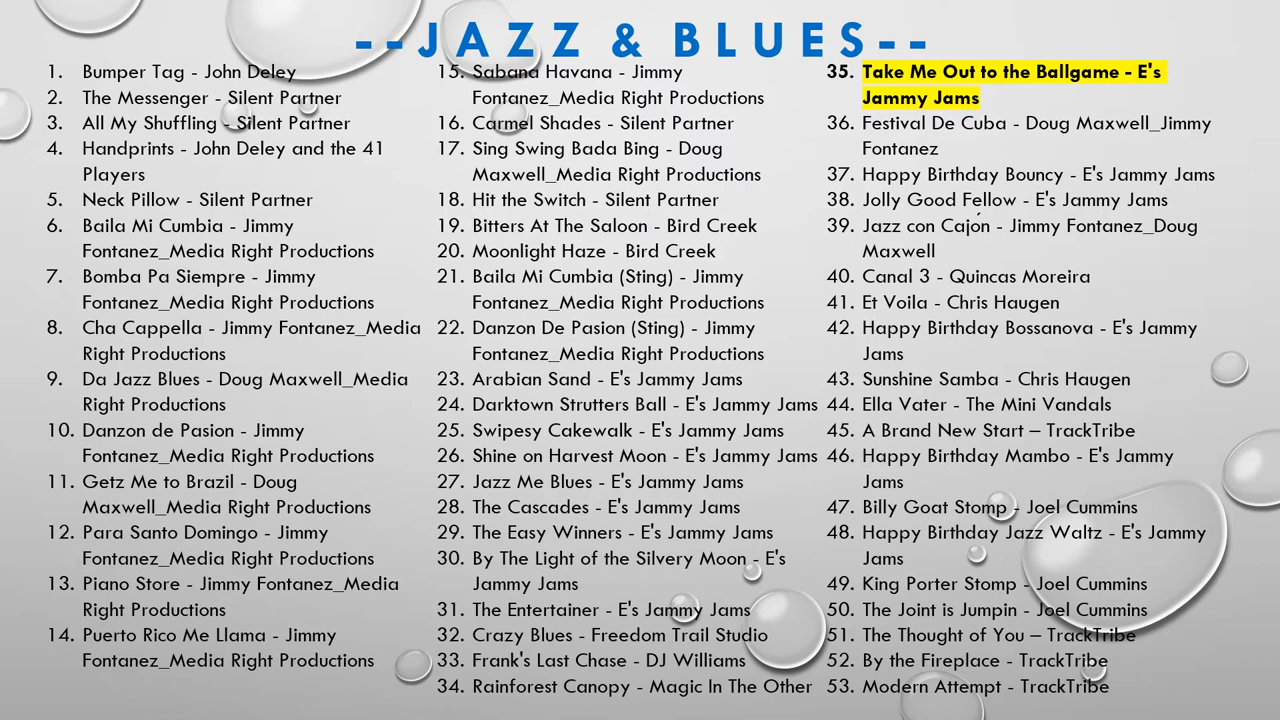 --JAZZ & BLUES--
1. Bumper Tag - John Deley
2. The Messenger - Silent Partner
3. All My Shuffling - Silent Partner
4. Handprints - John Deley and the 41
Players
5. Neck Pillow - Silent Partner
6. Baila Mi Cumbia - Jimmy
Fontanez_Media Right Productions
7. Bomba Pa Siempre - Jimmy
Fontanez_Media Right Productions
8. Cha Cappella - Jimmy Fontanez_Media
Right Productions
9. Da Jazz Blues - Doug Maxwell_Media
Right Productions
10. Danzon de Pasion - Jimmy
Fontanez_Media Right Productions
11. Getz Me to Brazil - Doug
Maxwell_Media Right Productions
12. Para Santo Domingo - Jimmy
Fontanez_Media Right Productions
13. Piano Store - Jimmy Fontanez_Media
Right Productions
14. Puerto Rico Me Llama - Jimmy
Fontanez_Media Right Productions
15. Sabana Havana - Jimmy
Fontanez_Media Right Productions
16. Carmel Shades - Silent Partner
17. Sing Swing Bada Bing - Doug
Maxwell_Media Right Productions
18. Hit the Switch - Silent Partner
19. Bitters At The Saloon - Bird Creek
20. Moonlight Haze - Bird Creek
21. Baila Mi Cumbia (Sting) - Jimmy
Fontanez_Media Right Productions
22. Danzon De Pasion (Sting) - Jimmy
Fontanez_Media Right Productions
23. Arabian Sand - E's Jammy Jams
24. Darktown Strutters Ball - E's Jammy Jams
25. Swipesy Cakewalk - E's Jammy Jams
26. Shine on Harvest Moon - E's Jammy Jams
27. Jazz Me Blues - E's Jammy Jams
28. The Cascades - E's Jammy Jams
29. The Easy Winners - E's Jammy Jams
30. By The Light of the Silvery Moon - E's
Jammy Jams
31. The Entertainer - E's Jammy Jams
32. Crazy Blues - Freedom Trail Studio
33. Frank's Last Chase - DJ Williams
34. Rainforest Canopy - Magic In The Other
35. Take Me Out to the Ballgame - E's
Jammy Jams
36. Festival De Cuba - Doug Maxwell_Jimmy
Fontanez
37. Happy Birthday Bouncy - E's Jammy Jams
38. Jolly Good Fellow - E's Jammy Jams
39. Jazz con Cajón - Jimmy Fontanez_Doug
Maxwell
40. Canal 3 - Quincas Moreira
41. Et Voila - Chris Haugen
42. Happy Birthday Bossanova - E's Jammy
Jams
43. Sunshine Samba - Chris Haugen
44. Ella Vater - The Mini Vandals
45. A Brand New Start – TrackTribe
46. Happy Birthday Mambo - E's Jammy
Jams
47. Billy Goat Stomp - Joel Cummins
48. Happy Birthday Jazz Waltz - E's Jammy
Jams
49. King Porter Stomp - Joel Cummins
50. The Joint is Jumpin - Joel Cummins
51. The Thought of You – TrackTribe
52. By the Fireplace - TrackTribe
53. Modern Attempt - TrackTribe